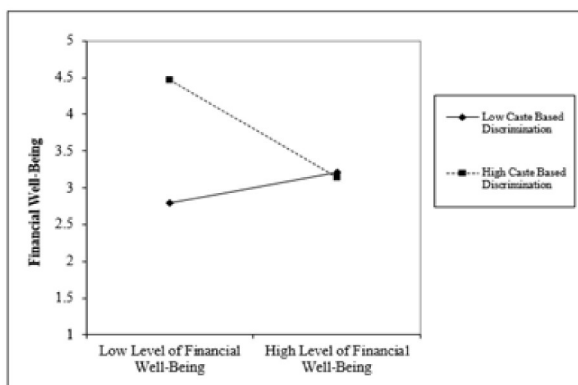 5
4.5
4
3.5
3
2.5
2
1.5
1
Financial Well-Being
Low Level of Financial
Well-Being
High Level of Financial
Well-Being
Low Caste Based
Discrimination
High Caste Based
Discrimination